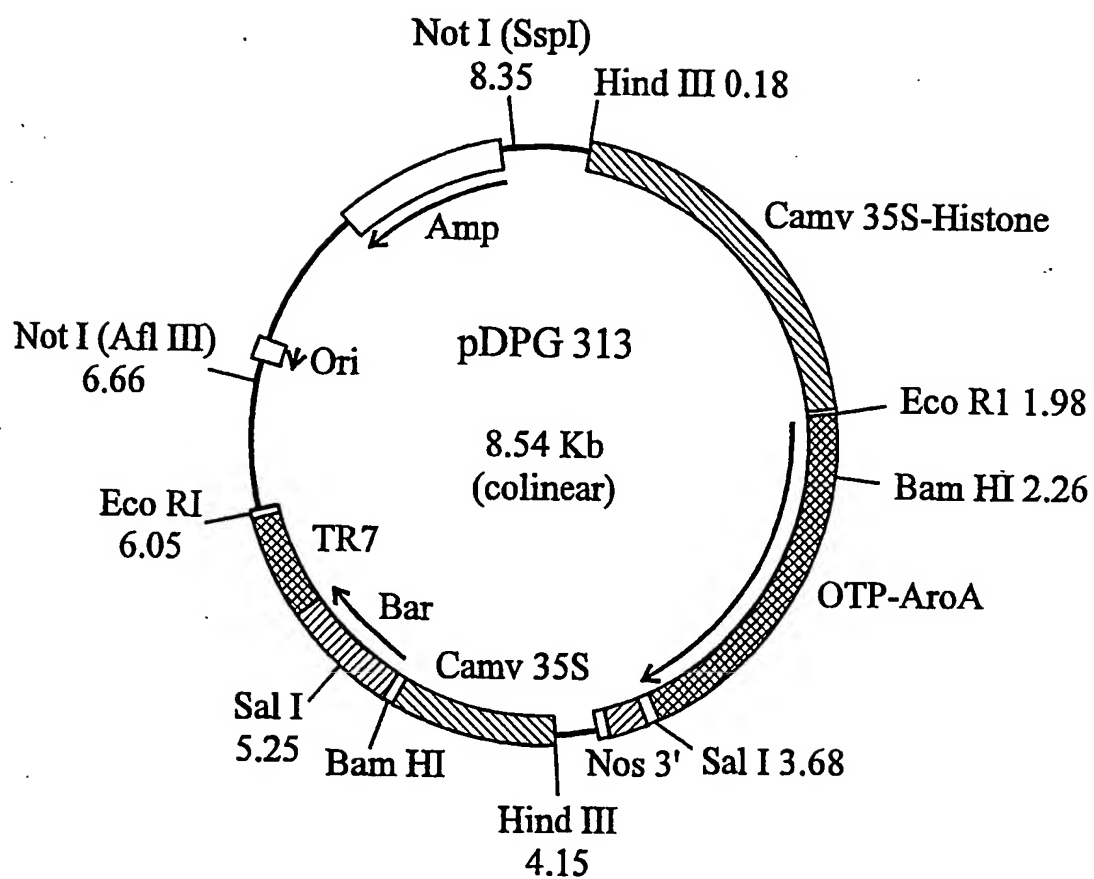 Not I (SspI)
8.35
Hind III 0.18
Camv 35S-Histone
Amp
Not I (Afl III)
6.66
Ori
pDPG 313
8.54 Kb
(colinear)
Eco R1 1.98
Bam HI 2.26
OTP-AroA
Eco RI
6.05
TR7
Bar
Camv 35S
Sal I
5.25
Bam HI
Nos 3'
Sal I 3.68
Hind III
4.15